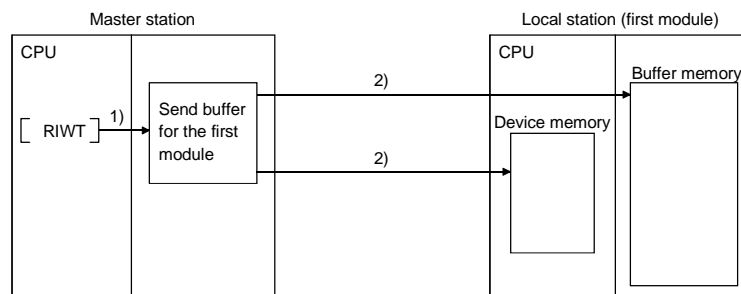 Master station
Local station (first module)
CPU
CPU
Buffer memory
2)
1)
RIWT
Send buffer
for the first
module
Device memory
2)